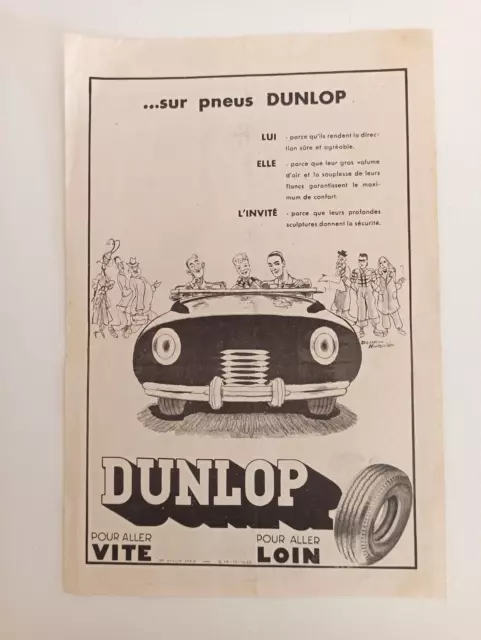 ...sur pneus DUNLOP
LUI - parce qu'ils rendent la direc-
tion sûre et agréable.
ELLE - parce que leur gros volume
d'air et la souplesse de leurs
flancs garantissent le maxi-
mum de confort.
L'INVITÉ - parce que leurs profondes
sculptures donnent la sécurité.
DUNLOP
POUR ALLER
VITE
POUR ALLER
LOIN